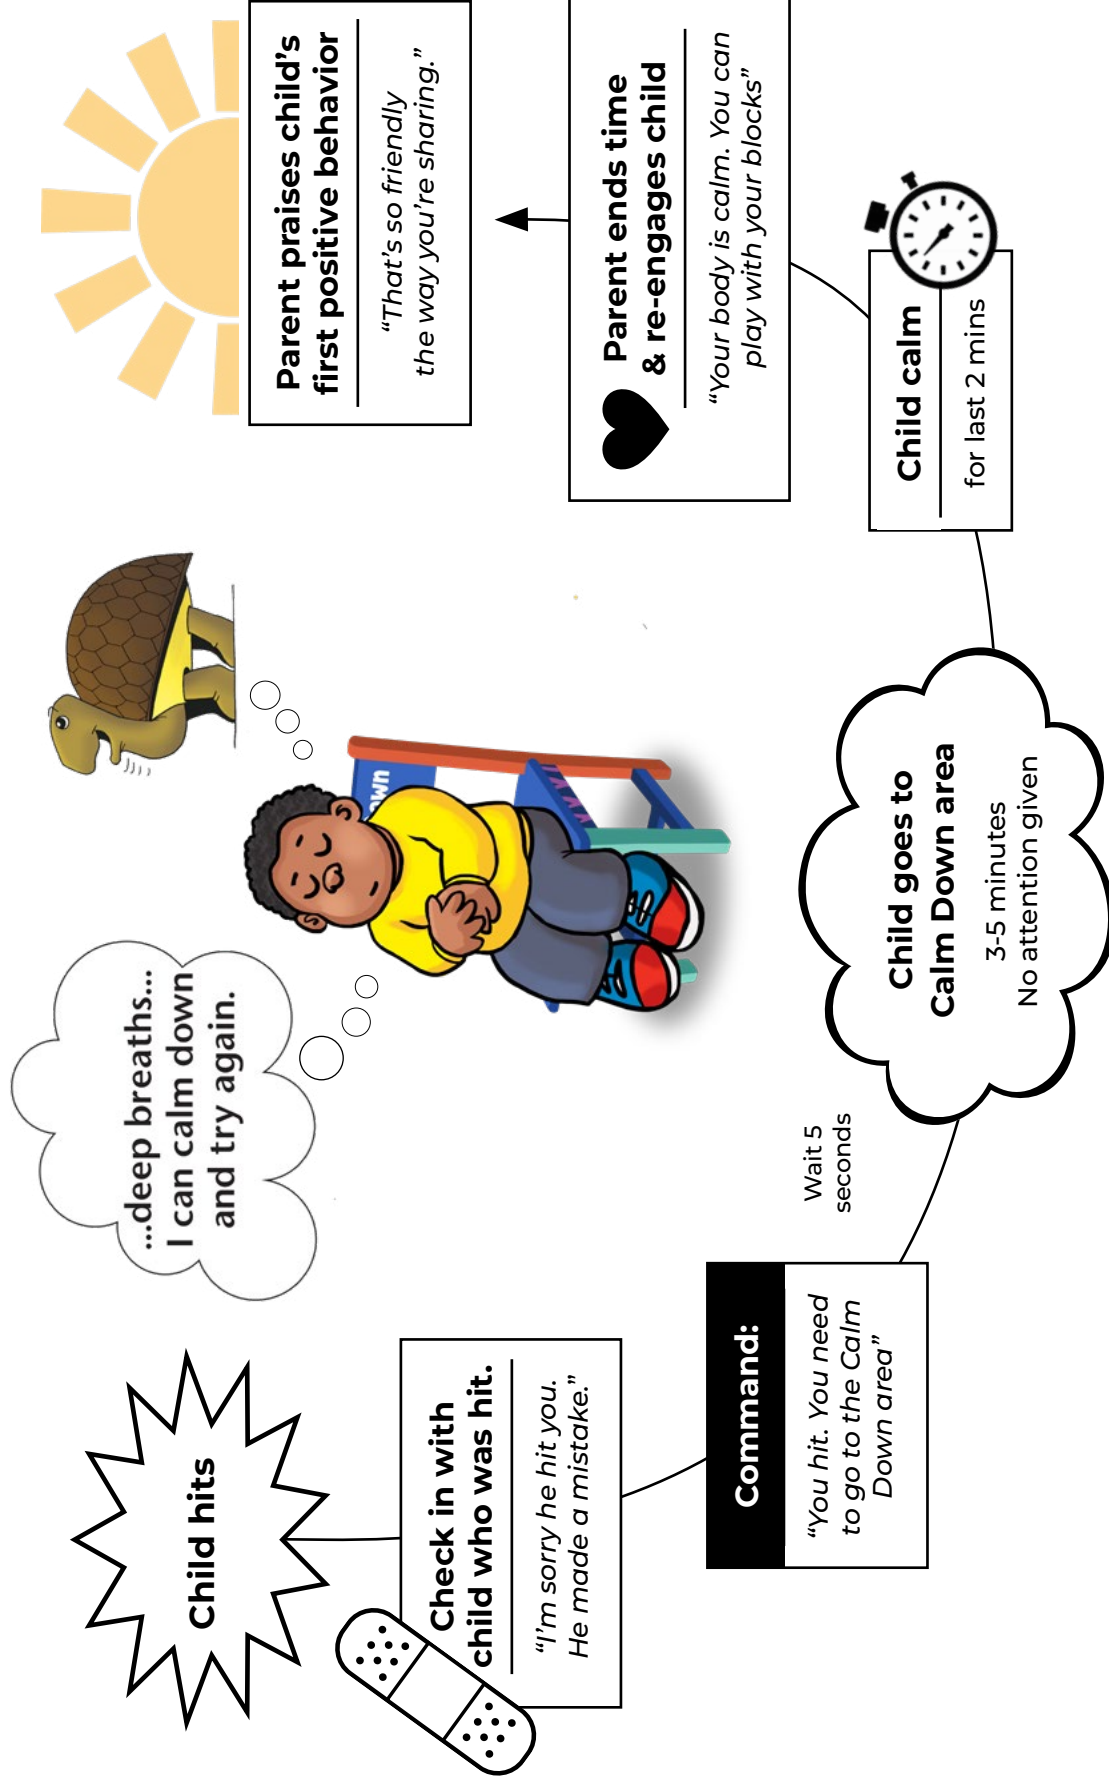 Child hits
Check in with
child who was hit.
“I’m sorry he hit you.
He made a mistake.”
Command:
“You hit. You need
to go to the Calm
Down area”
Wait 5
seconds
Child goes to
Calm Down area
3-5 minutes
No attention given
...deep breaths...
I can calm down
and try again.
Child calm
for last 2 mins
Parent ends time
& re-engages child
“Your body is calm. You can
play with your blocks”
Parent praises child’s
first positive behavior
“That’s so friendly
the way you’re sharing.”